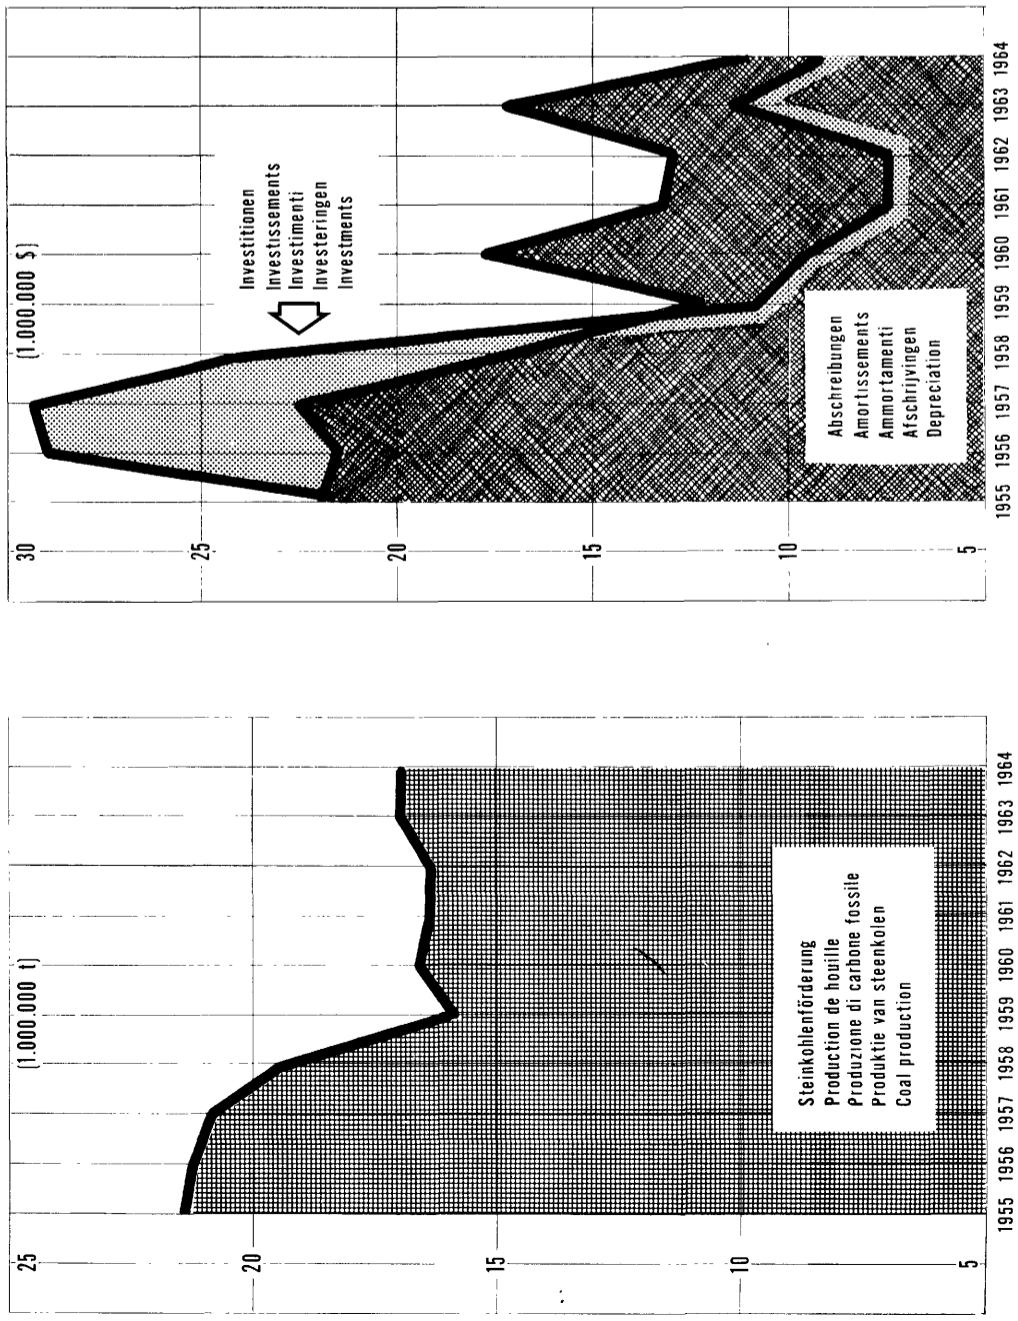 (1.000.000 t)
25
20
15
10
5
Steinkohlenförderung
Production de houille
Produzione di carbone fossile
Produktie van steenkolen
Coal production
1955 1956 1957 1958 1959 1960 1961 1962 1963 1964
(1.000.000 $)
30
25
20
15
10
5
Investitionen
Investissements
Investimenti
Investeringen
Investments
Abschreibungen
Amortissements
Ammortamenti
Afschrijvingen
Depreciation
1955 1956 1957 1958 1959 1960 1961 1962 1963 1964